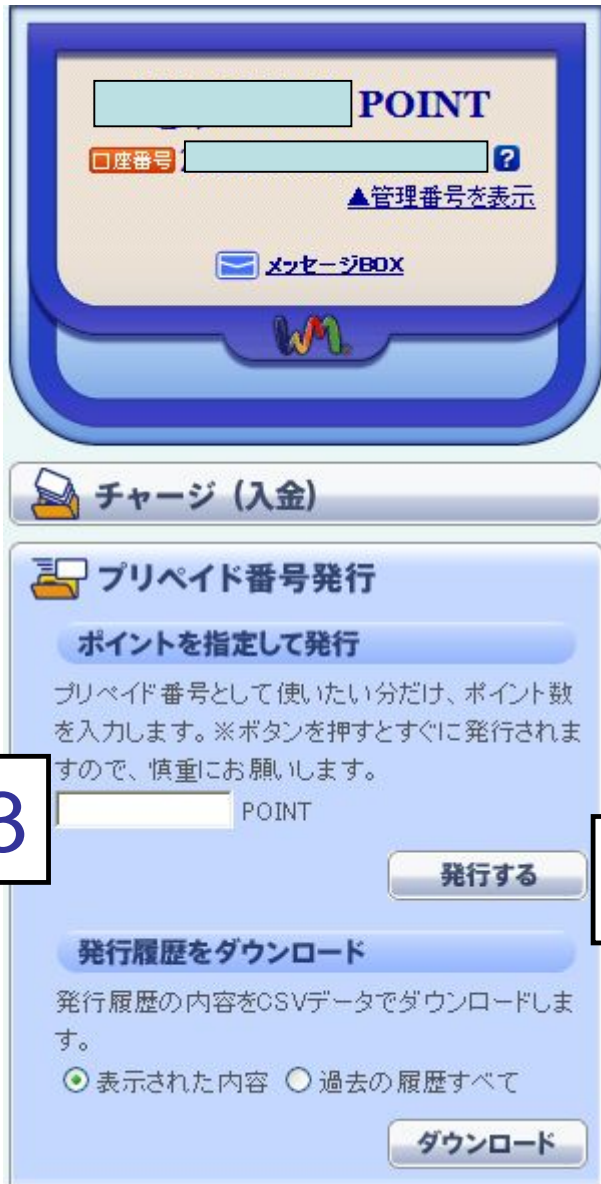 POINT
口座番号
?
▲管理番号を表示
メッセージBOX
WM
チャージ（入金）
プリペイド番号発行
ポイントを指定して発行
プリペイド番号として使いたい分だけ、ポイント数
を入力します。※ボタンを押すとすぐに発行されま
すので、慎重にお願いします。
3
POINT
発行する
発行履歴をダウンロード
発行履歴の内容をCSVデータでダウンロードしま
す。
表示された内容 過去の履歴すべて
ダウンロード